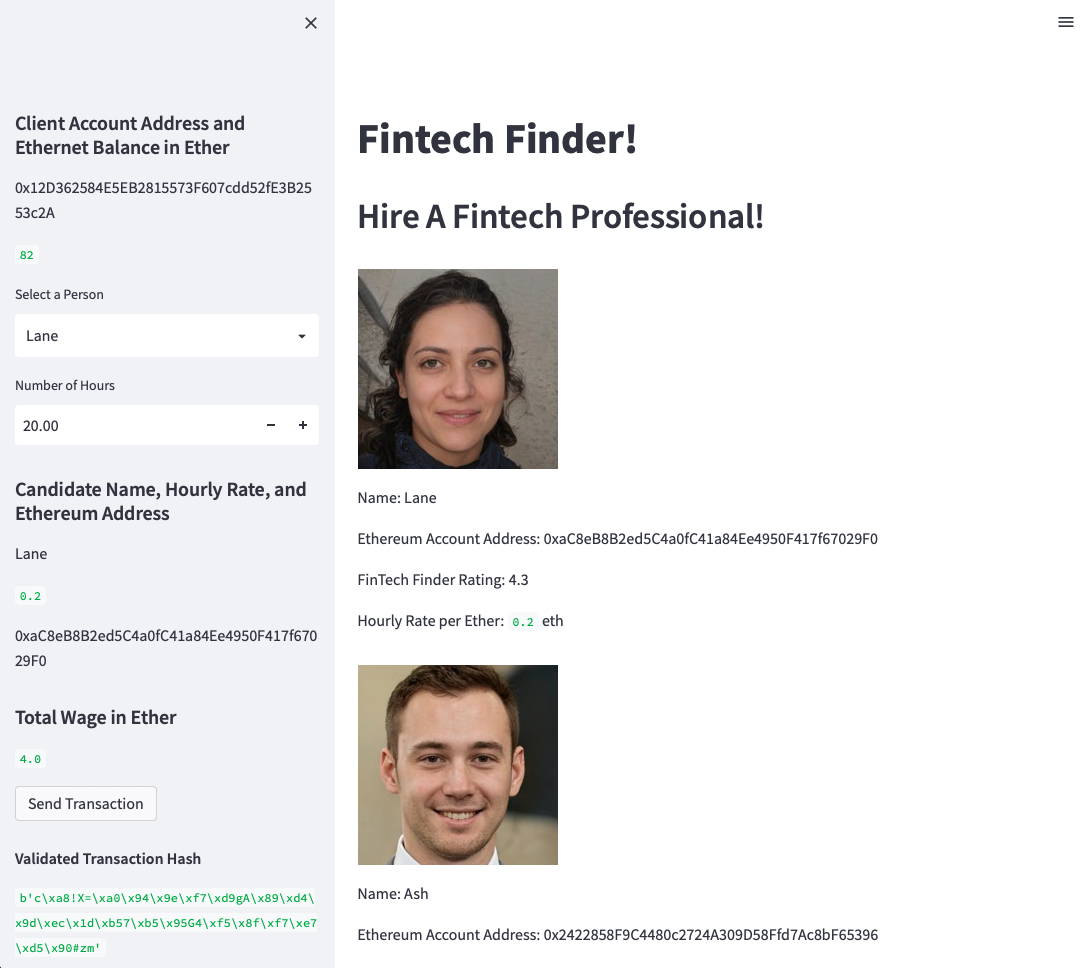 Client Account Address and
Ethernet Balance in Ether
0x12D362584E5EB2815573F607cdd52fE3B25
53c2A
82
Select a Person
Lane
Number of Hours
20.00
Candidate Name, Hourly Rate, and
Ethereum Address
Lane
0.2
0xaC8eB8B2ed5C4a0fC41a84Ee4950F417f670
29F0
Total Wage in Ether
4.0
Send Transaction
Validated Transaction Hash
b'c\xa8!X=\xa0\x94\x9e\xf7\xd9gA\x89\xd4\
x9d\xec\x1d\xb57\xb5\x95G4\xf5\x8f\xf7\xe7
\xd5\x90#zm'
Fintech Finder!
Hire A Fintech Professional!
Name: Lane
Ethereum Account Address: 0xaC8eB8B2ed5C4a0fC41a84Ee4950F417f67029F0
FinTech Finder Rating: 4.3
Hourly Rate per Ether: 0.2 eth
Name: Ash
Ethereum Account Address: 0x2422858F9C4480c2724A309D58Ffd7Ac8bF65396